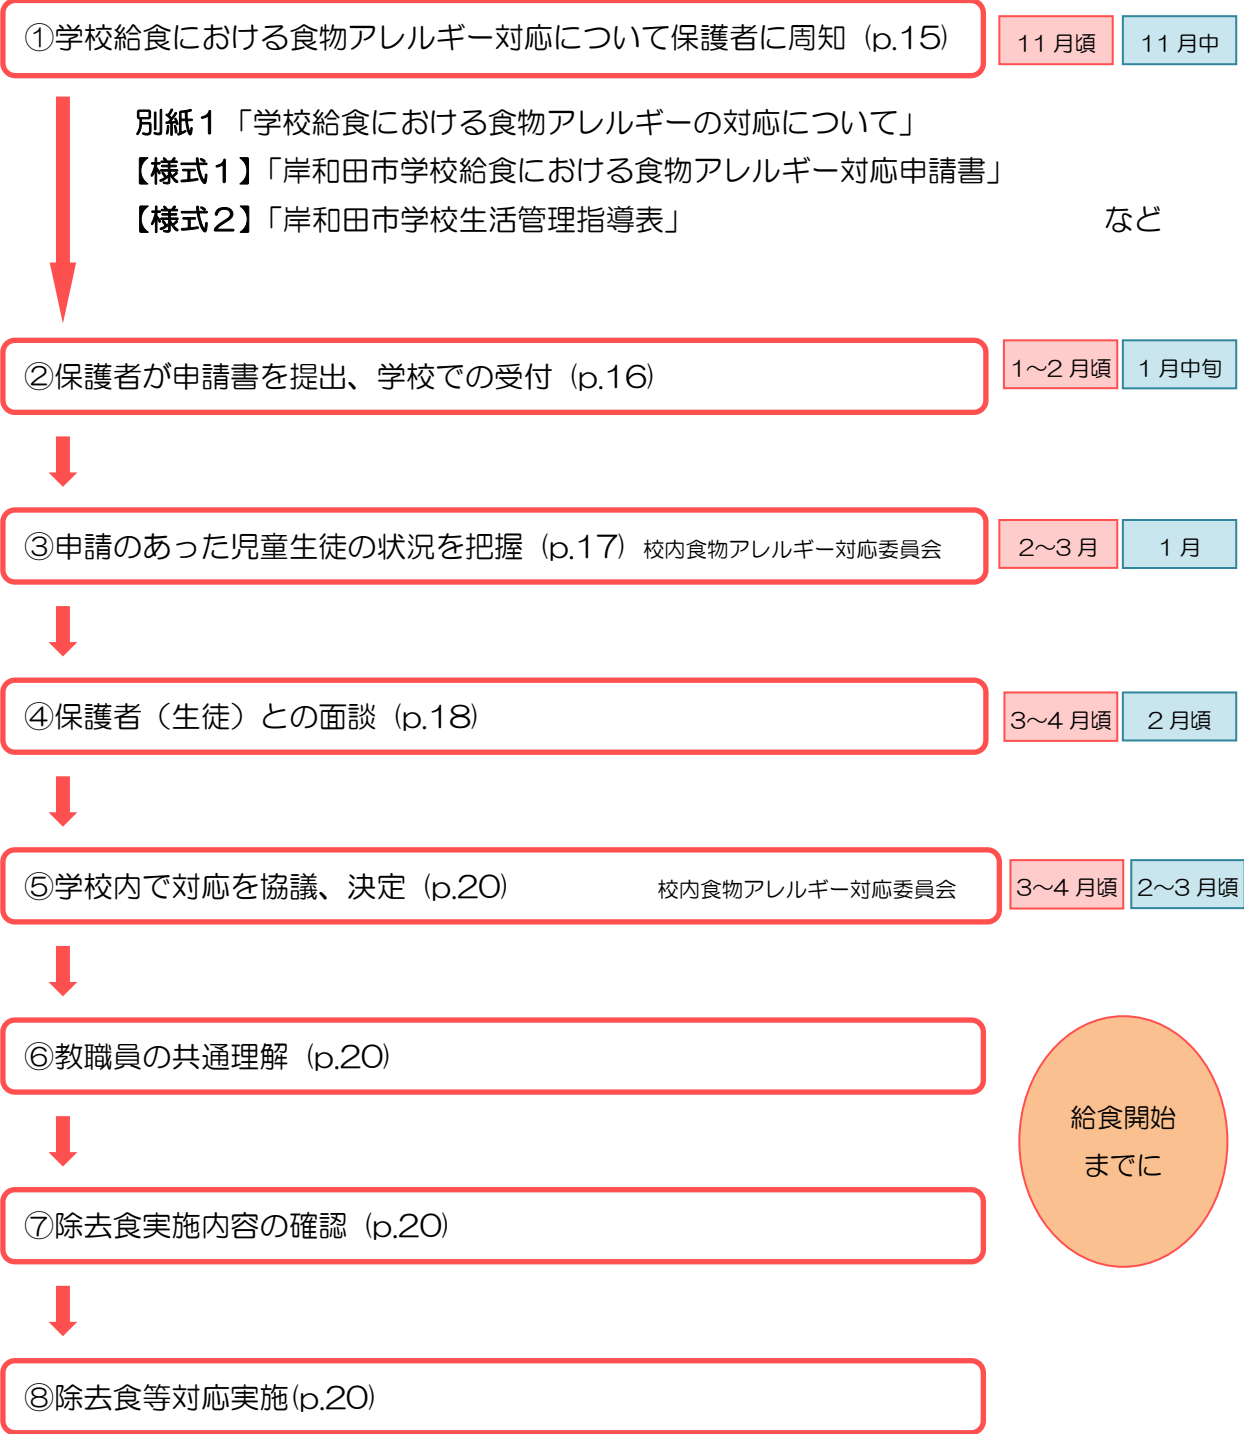 ①学校給食における食物アレルギー対応について保護者に周知 (p.15)
11 月頃
11 月中
別紙１「学校給食における食物アレルギーの対応について」
【様式１】「岸和田市学校給食における食物アレルギー対応申請書」
【様式２】「岸和田市学校生活管理指導表」 など
②保護者が申請書を提出、学校での受付 (p.16)
1～2 月頃
1 月中旬
③申請のあった児童生徒の状況を把握 (p.17) 校内食物アレルギー対応委員会
2～3 月
1 月
④保護者（生徒）との面談 (p.18)
3～4 月頃
2 月頃
⑤学校内で対応を協議、決定 (p.20) 校内食物アレルギー対応委員会
3～4 月頃
2～3 月頃
⑥教職員の共通理解 (p.20)
給食開始
までに
⑦除去食実施内容の確認 (p.20)
⑧除去食等対応実施(p.20)